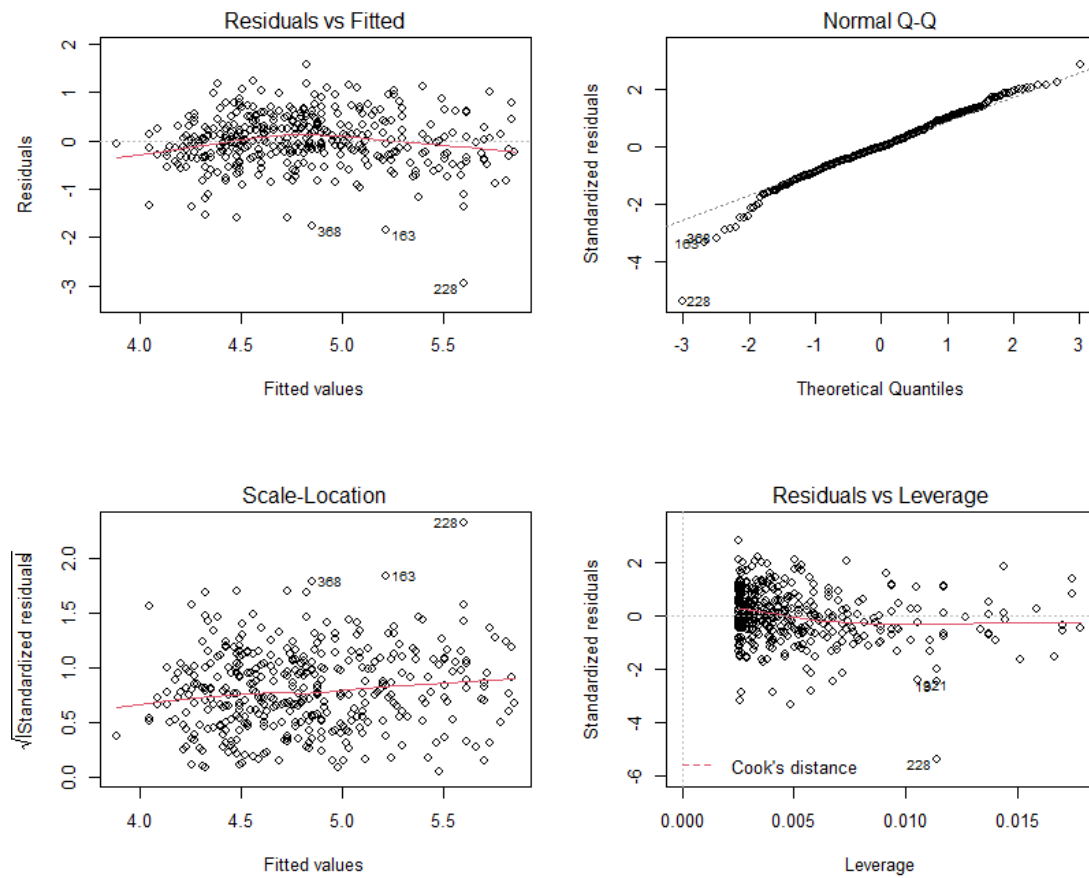 Residuals vs Fitted
Residuals
2
1
0
-1
-2
-3
368
163
228
4.0 4.5 5.0 5.5
Fitted values
Normal Q-Q
Standardized residuals
2
0
-2
-4
368
163
228
-3 -2 -1 0 1 2 3
Theoretical Quantiles
Scale-Location
√|Standardized residuals|
2.0
1.5
1.0
0.5
0.0
228
368
163
4.0 4.5 5.0 5.5
Fitted values
Residuals vs Leverage
Standardized residuals
2
0
-2
-4
-6
228
Cook's distance
0.000 0.005 0.010 0.015
Leverage